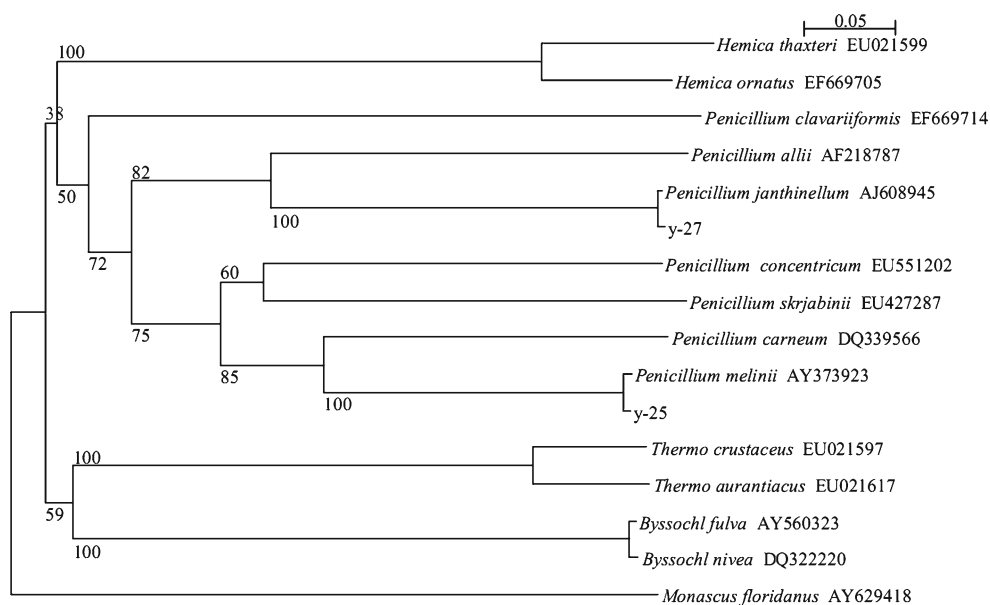 0.05
100
Hemica thaxteri EU021599
Hemica ornatus EF669705
38
Penicillium clavariiformis EF669714
82
Penicillium allii AF218787
50
Penicillium janthinellum AJ608945
100
y-27
72
60
Penicillium concentricum EU551202
Penicillium skrjabinii EU427287
75
Penicillium carneum DQ339566
85
Penicillium melinii AY373923
100
y-25
100
Thermo crustaceus EU021597
Thermo aurantiacus EU021617
59
Byssochl fulva AY560323
100
Byssochl nivea DQ322220
Monascus floridanus AY629418